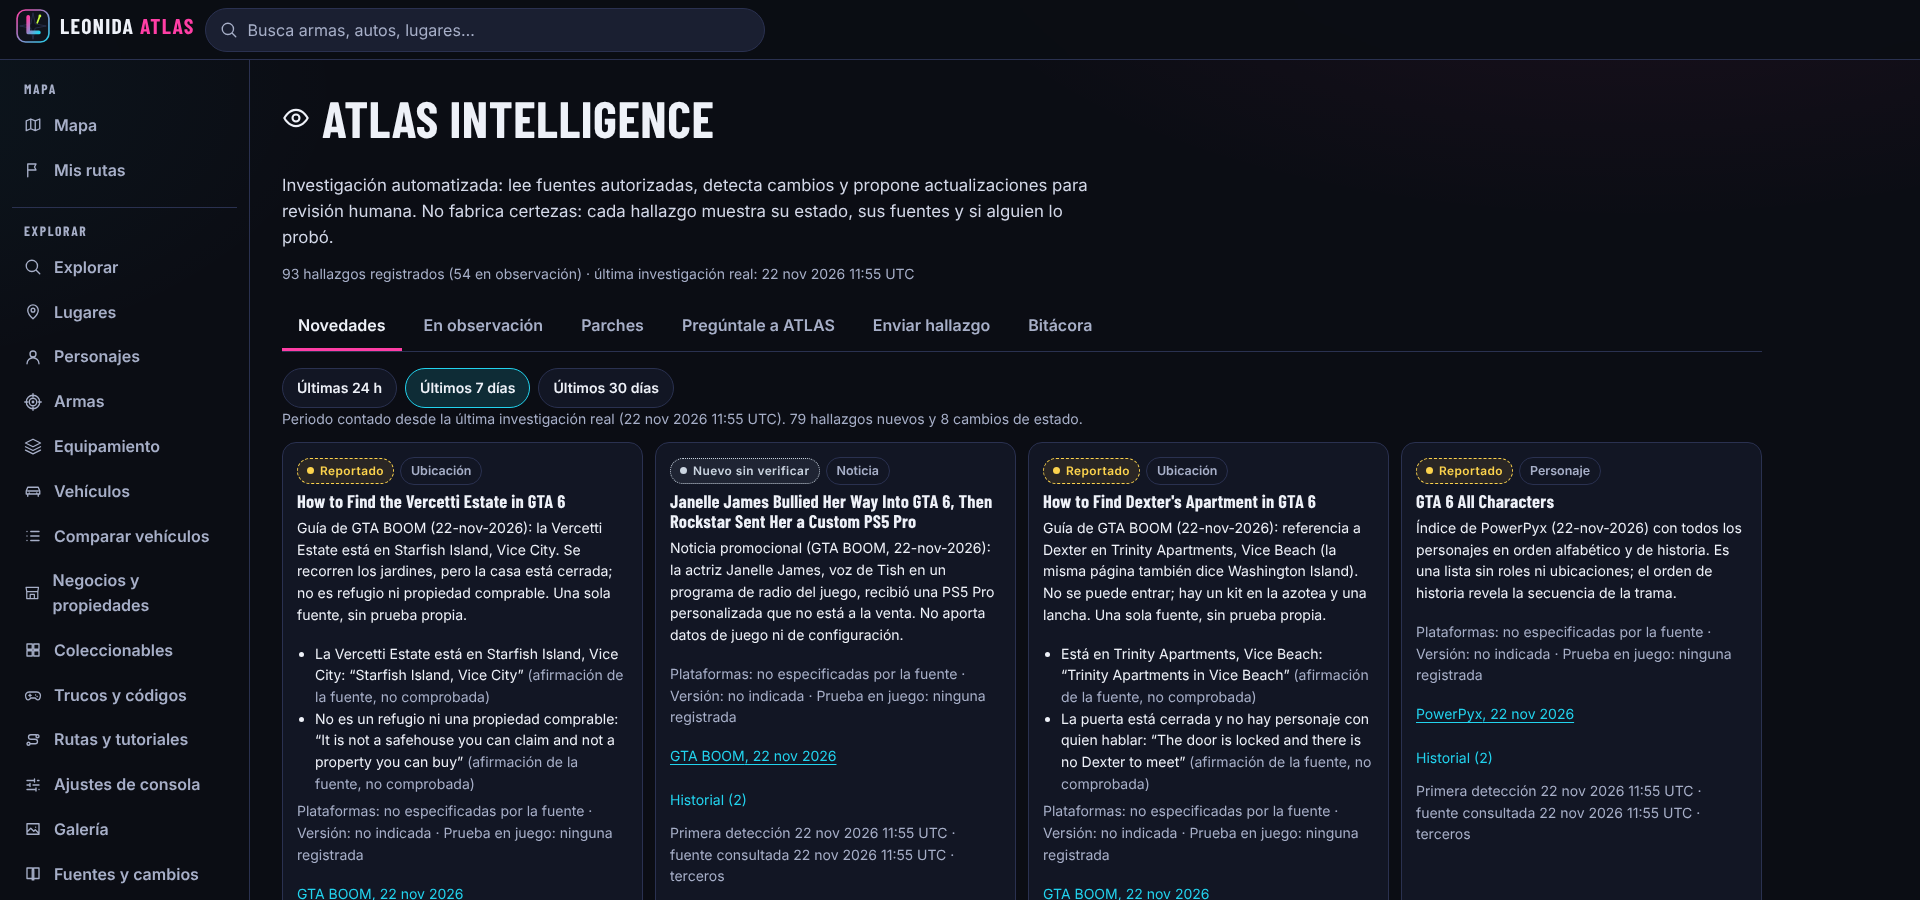 LEONIDA ATLAS
Busca armas, autos, lugares...
MAPA
Mapa
Mis rutas
EXPLORAR
Explorar
Lugares
Personajes
Armas
Equipamiento
Vehículos
Comparar vehículos
Negocios y
propiedades
Coleccionables
Trucos y códigos
Rutas y tutoriales
Ajustes de consola
Galería
Fuentes y cambios
ATLAS INTELLIGENCE
Investigación automatizada: lee fuentes autorizadas, detecta cambios y propone actualizaciones para
revisión humana. No fabrica certezas: cada hallazgo muestra su estado, sus fuentes y si alguien lo
probó.
93 hallazgos registrados (54 en observación) · última investigación real: 22 nov 2026 11:55 UTC
Novedades
En observación
Parches
Pregúntale a ATLAS
Enviar hallazgo
Bitácora
Últimas 24 h
Últimos 7 días
Últimos 30 días
Periodo contado desde la última investigación real (22 nov 2026 11:55 UTC). 79 hallazgos nuevos y 8 cambios de estado.
Reportado
Ubicación
How to Find the Vercetti Estate in GTA 6
Guía de GTA BOOM (22-nov-2026): la Vercetti
Estate está en Starfish Island, Vice City. Se
recorren los jardines, pero la casa está cerrada;
no es refugio ni propiedad comprable. Una sola
fuente, sin prueba propia.
• La Vercetti Estate está en Starfish Island, Vice
City: “Starfish Island, Vice City” (afirmación de
la fuente, no comprobada)
• No es un refugio ni una propiedad comprable:
“It is not a safehouse you can claim and not a
property you can buy” (afirmación de la
fuente, no comprobada)
Plataformas: no especificadas por la fuente ·
Versión: no indicada · Prueba en juego: ninguna
registrada
GTA BOOM, 22 nov 2026
Nuevo sin verificar
Noticia
Janelle James Bullied Her Way Into GTA 6, Then
Rockstar Sent Her a Custom PS5 Pro
Noticia promocional (GTA BOOM, 22-nov-2026):
la actriz Janelle James, voz de Tish en un
programa de radio del juego, recibió una PS5 Pro
personalizada que no está a la venta. No aporta
datos de juego ni de configuración.
Plataformas: no especificadas por la fuente ·
Versión: no indicada · Prueba en juego: ninguna
registrada
GTA BOOM, 22 nov 2026
Historial (2)
Primera detección 22 nov 2026 11:55 UTC ·
fuente consultada 22 nov 2026 11:55 UTC ·
terceros
Reportado
Ubicación
How to Find Dexter's Apartment in GTA 6
Guía de GTA BOOM (22-nov-2026): referencia a
Dexter en Trinity Apartments, Vice Beach (la
misma página también dice Washington Island).
No se puede entrar; hay un kit en la azotea y una
lancha. Una sola fuente, sin prueba propia.
• Está en Trinity Apartments, Vice Beach:
“Trinity Apartments in Vice Beach” (afirmación
de la fuente, no comprobada)
• La puerta está cerrada y no hay personaje con
quien hablar: “The door is locked and there is
no Dexter to meet” (afirmación de la fuente, no
comprobada)
Plataformas: no especificadas por la fuente ·
Versión: no indicada · Prueba en juego: ninguna
registrada
GTA BOOM, 22 nov 2026
Reportado
Personaje
GTA 6 All Characters
Índice de PowerPyx (22-nov-2026) con todos los
personajes en orden alfabético y de historia. Es
una lista sin roles ni ubicaciones; el orden de
historia revela la secuencia de la trama.
Plataformas: no especificadas por la fuente ·
Versión: no indicada · Prueba en juego: ninguna
registrada
PowerPyx, 22 nov 2026
Historial (2)
Primera detección 22 nov 2026 11:55 UTC ·
fuente consultada 22 nov 2026 11:55 UTC ·
terceros